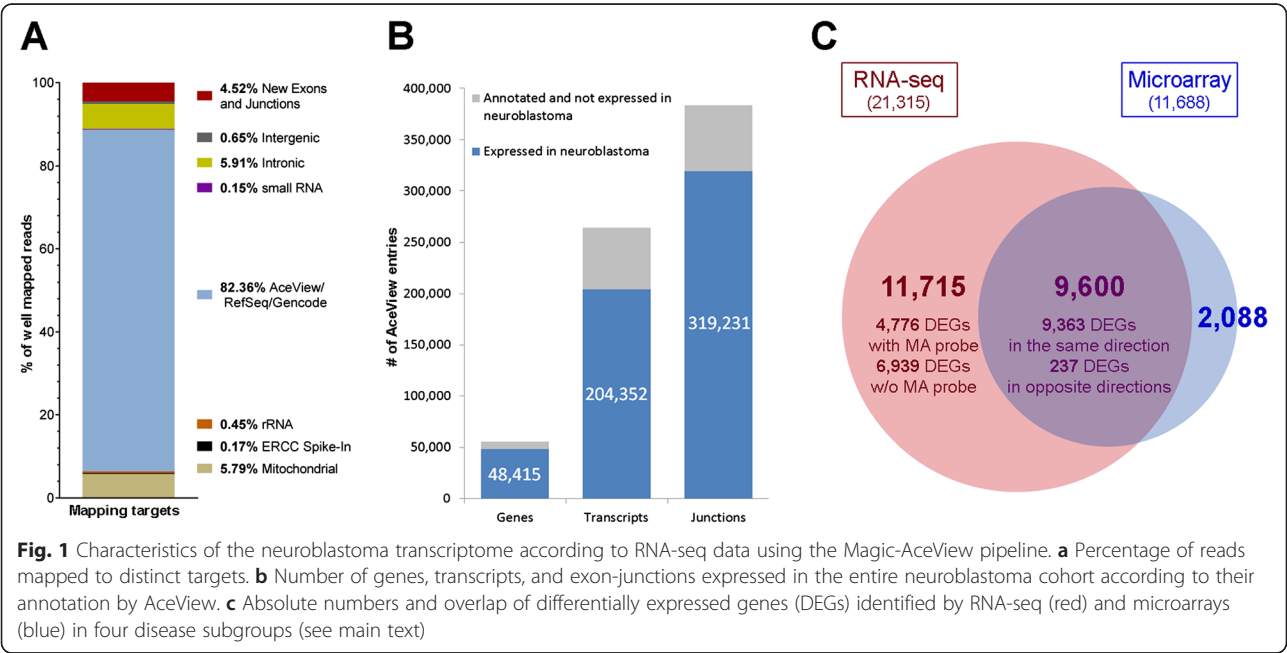 A
100
80
60
40
20
0
% of well mapped reads
Mapping targets
4.52% New Exons
and Junctions
0.65% Intergenic
5.91% Intronic
0.15% small RNA
82.36% AceView/
RefSeq/Gencode
0.45% rRNA
0.17% ERCC Spike-In
5.79% Mitochondrial
B
400,000
350,000
300,000
250,000
200,000
150,000
100,000
50,000
0
# of AceView entries
Annotated and not expressed in
neuroblastoma
Expressed in neuroblastoma
48,415
204,352
319,231
Genes
Transcripts
Junctions
C
RNA-seq
(21,315)
Microarray
(11,688)
11,715
4,776 DEGs
with MA probe
6,939 DEGs
w/o MA probe
9,600
9,363 DEGs
in the same direction
237 DEGs
in opposite directions
2,088
Fig. 1 Characteristics of the neuroblastoma transcriptome according to RNA-seq data using the Magic-AceView pipeline. a Percentage of reads
mapped to distinct targets. b Number of genes, transcripts, and exon-junctions expressed in the entire neuroblastoma cohort according to their
annotation by AceView. c Absolute numbers and overlap of differentially expressed genes (DEGs) identified by RNA-seq (red) and microarrays
(blue) in four disease subgroups (see main text)